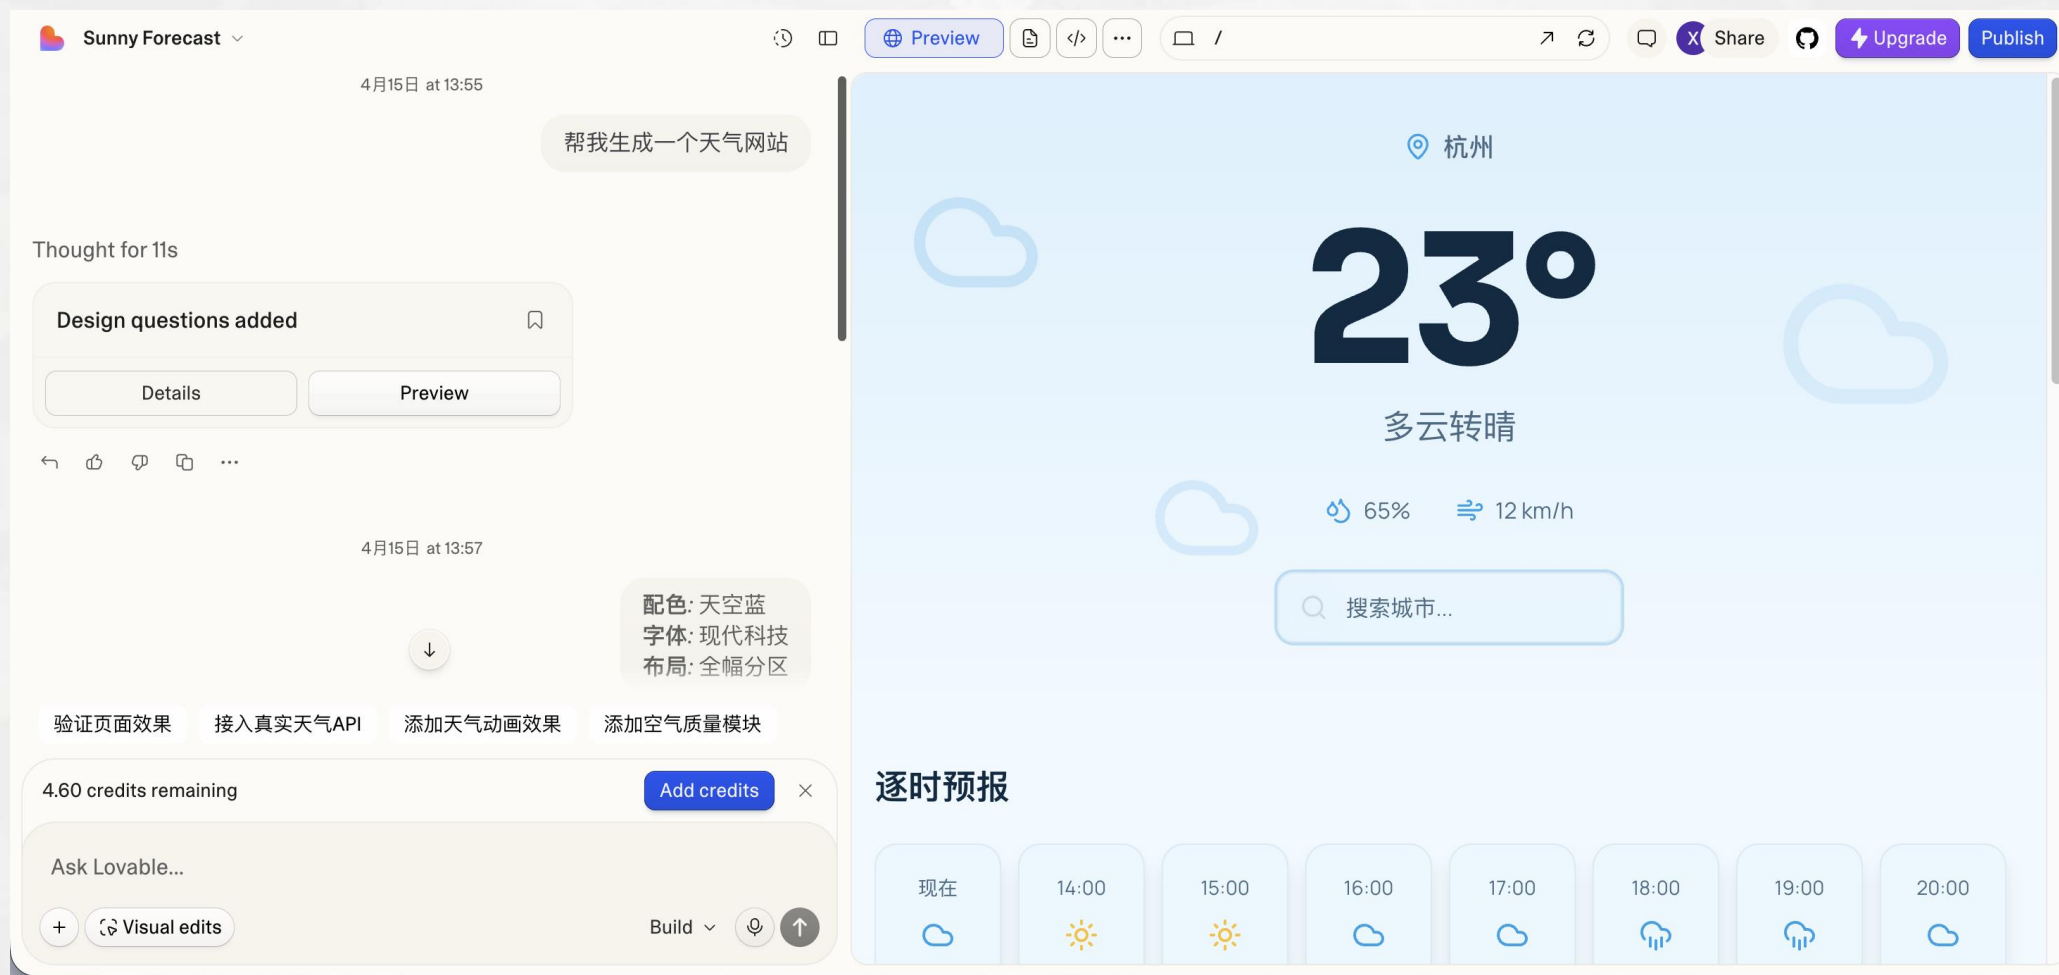 Sunny Forecast
Preview
/
X
Share
Upgrade
Publish
4月15日 at 13:55
帮我生成一个天气网站
Thought for 11s
Design questions added
Details
Preview
4月15日 at 13:57
配色: 天空蓝
字体: 现代科技
布局: 全幅分区
验证页面效果
接入真实天气API
添加天气动画效果
添加空气质量模块
4.60 credits remaining
Add credits
Ask Lovable...
Visual edits
Build
杭州
23°
多云转晴
65%
12 km/h
搜索城市...
逐时预报
现在
14:00
15:00
16:00
17:00
18:00
19:00
20:00